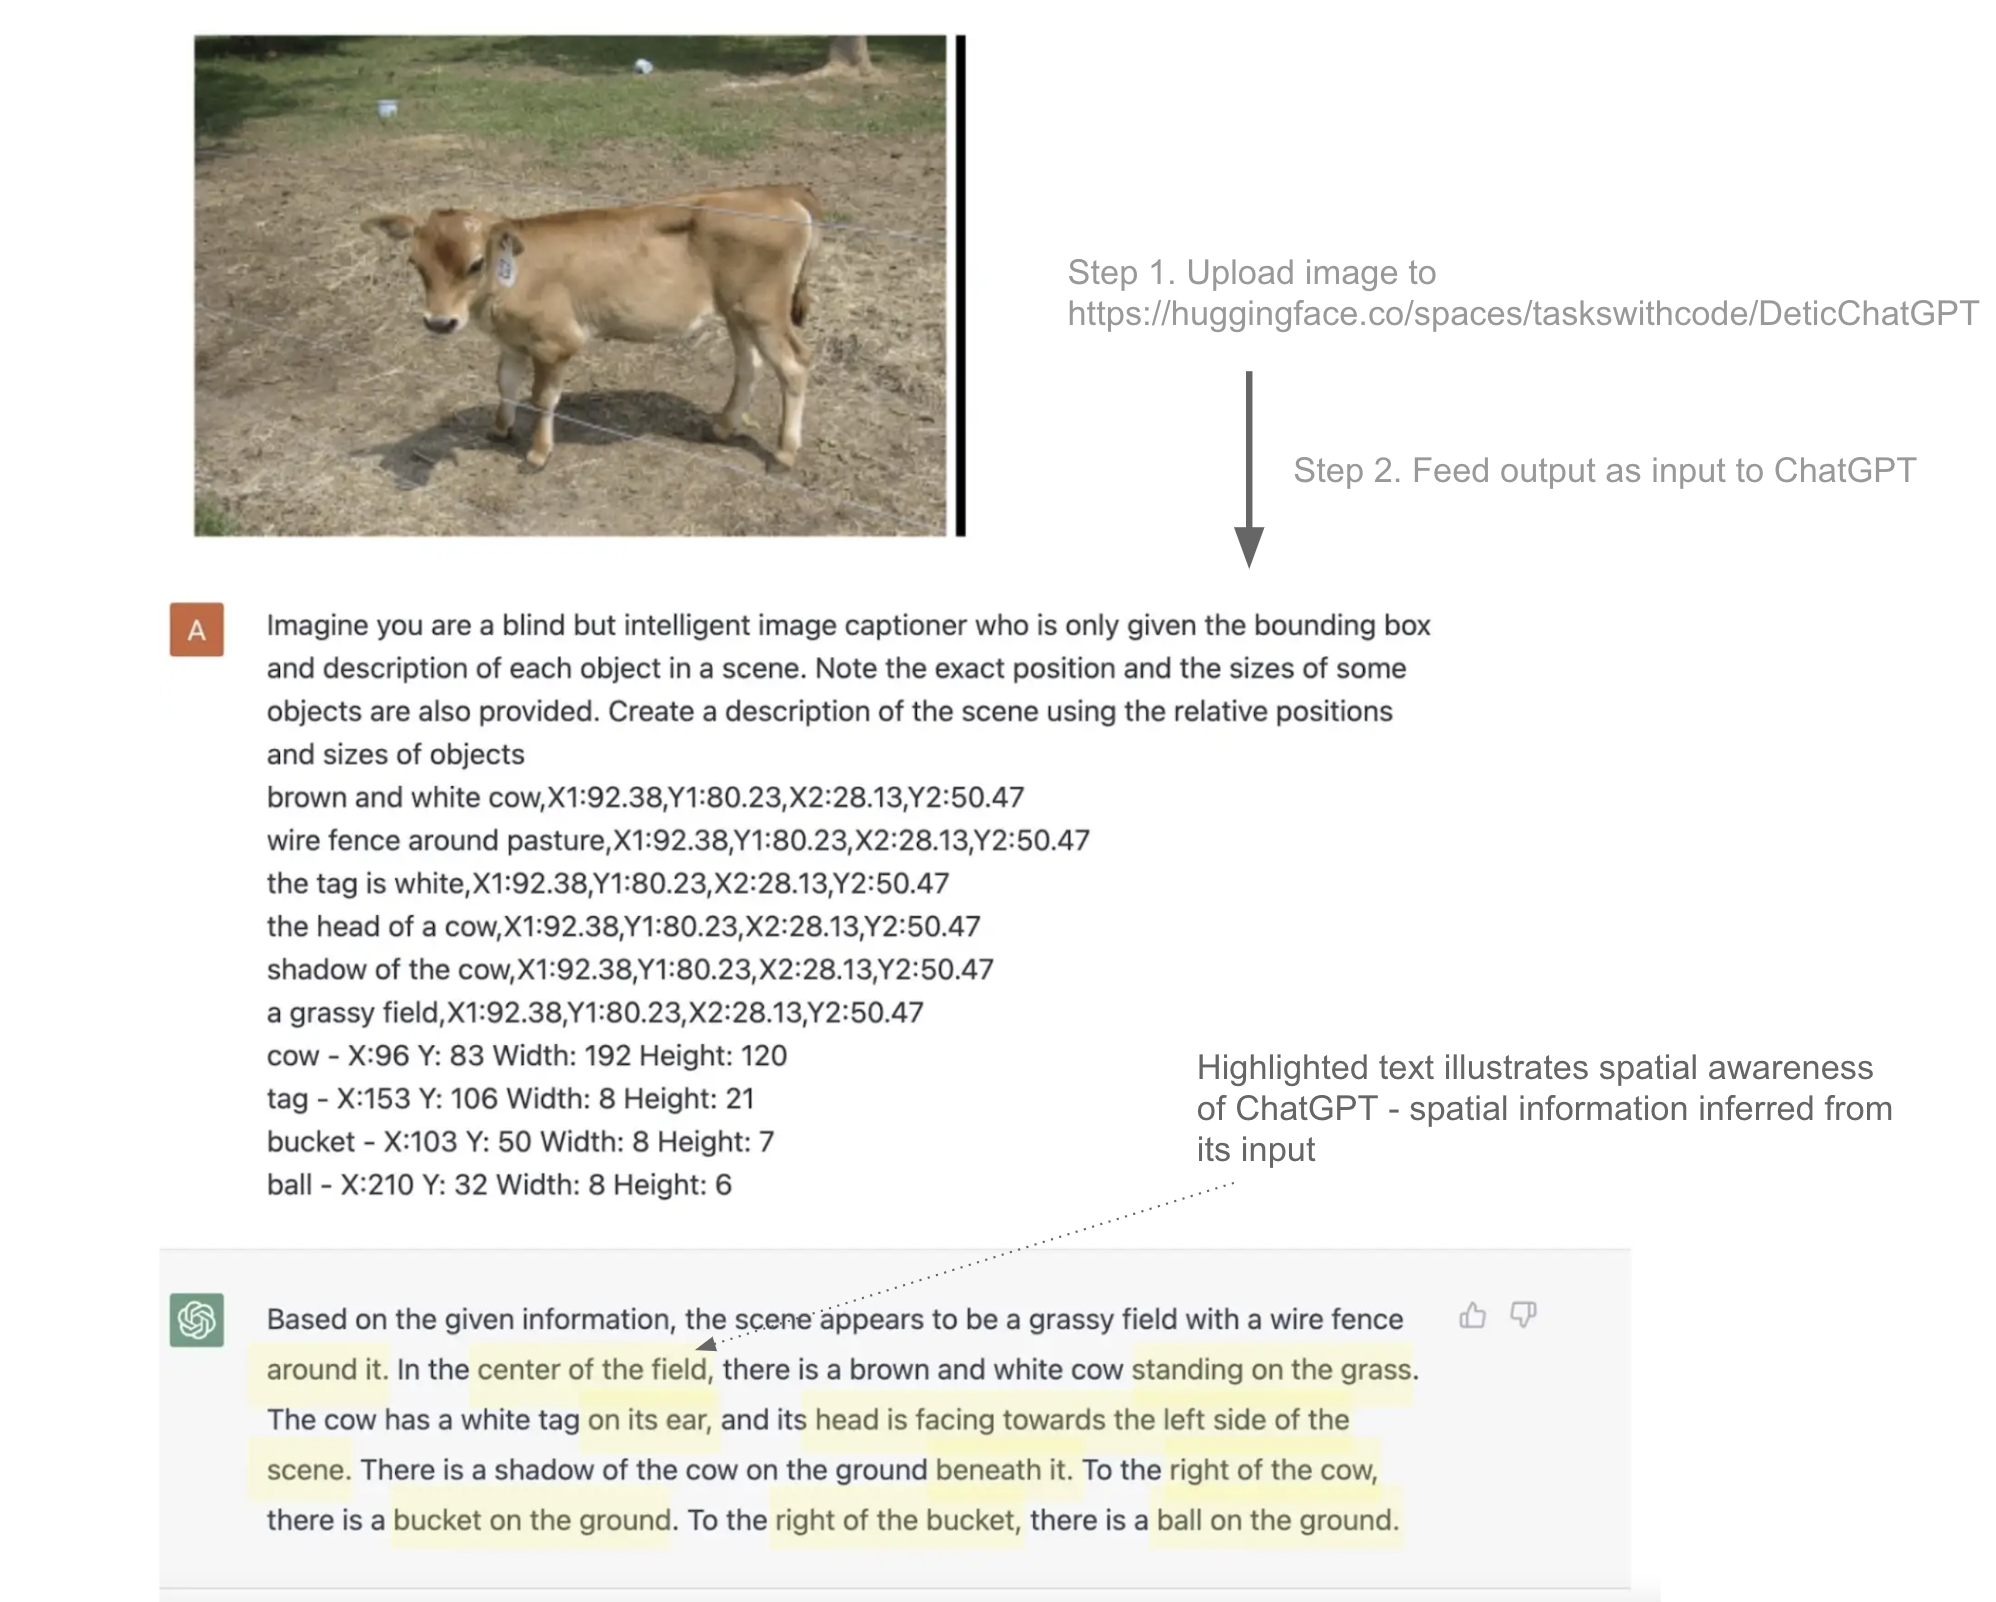 Step 1. Upload image to
https://huggingface.co/spaces/taskswithcode/DeticChatGPT
Step 2. Feed output as input to ChatGPT
A
Imagine you are a blind but intelligent image captioner who is only given the bounding box
and description of each object in a scene. Note the exact position and the sizes of some
objects are also provided. Create a description of the scene using the relative positions
and sizes of objects
brown and white cow,X1:92.38,Y1:80.23,X2:28.13,Y2:50.47
wire fence around pasture,X1:92.38,Y1:80.23,X2:28.13,Y2:50.47
the tag is white,X1:92.38,Y1:80.23,X2:28.13,Y2:50.47
the head of a cow,X1:92.38,Y1:80.23,X2:28.13,Y2:50.47
shadow of the cow,X1:92.38,Y1:80.23,X2:28.13,Y2:50.47
a grassy field,X1:92.38,Y1:80.23,X2:28.13,Y2:50.47
cow - X:96 Y: 83 Width: 192 Height: 120
tag - X:153 Y: 106 Width: 8 Height: 21
bucket - X:103 Y: 50 Width: 8 Height: 7
ball - X:210 Y: 32 Width: 8 Height: 6
Highlighted text illustrates spatial awareness
of ChatGPT - spatial information inferred from
its input
Based on the given information, the scene appears to be a grassy field with a wire fence
around it. In the center of the field, there is a brown and white cow standing on the grass.
The cow has a white tag on its ear, and its head is facing towards the left side of the
scene. There is a shadow of the cow on the ground beneath it. To the right of the cow,
there is a bucket on the ground. To the right of the bucket, there is a ball on the ground.